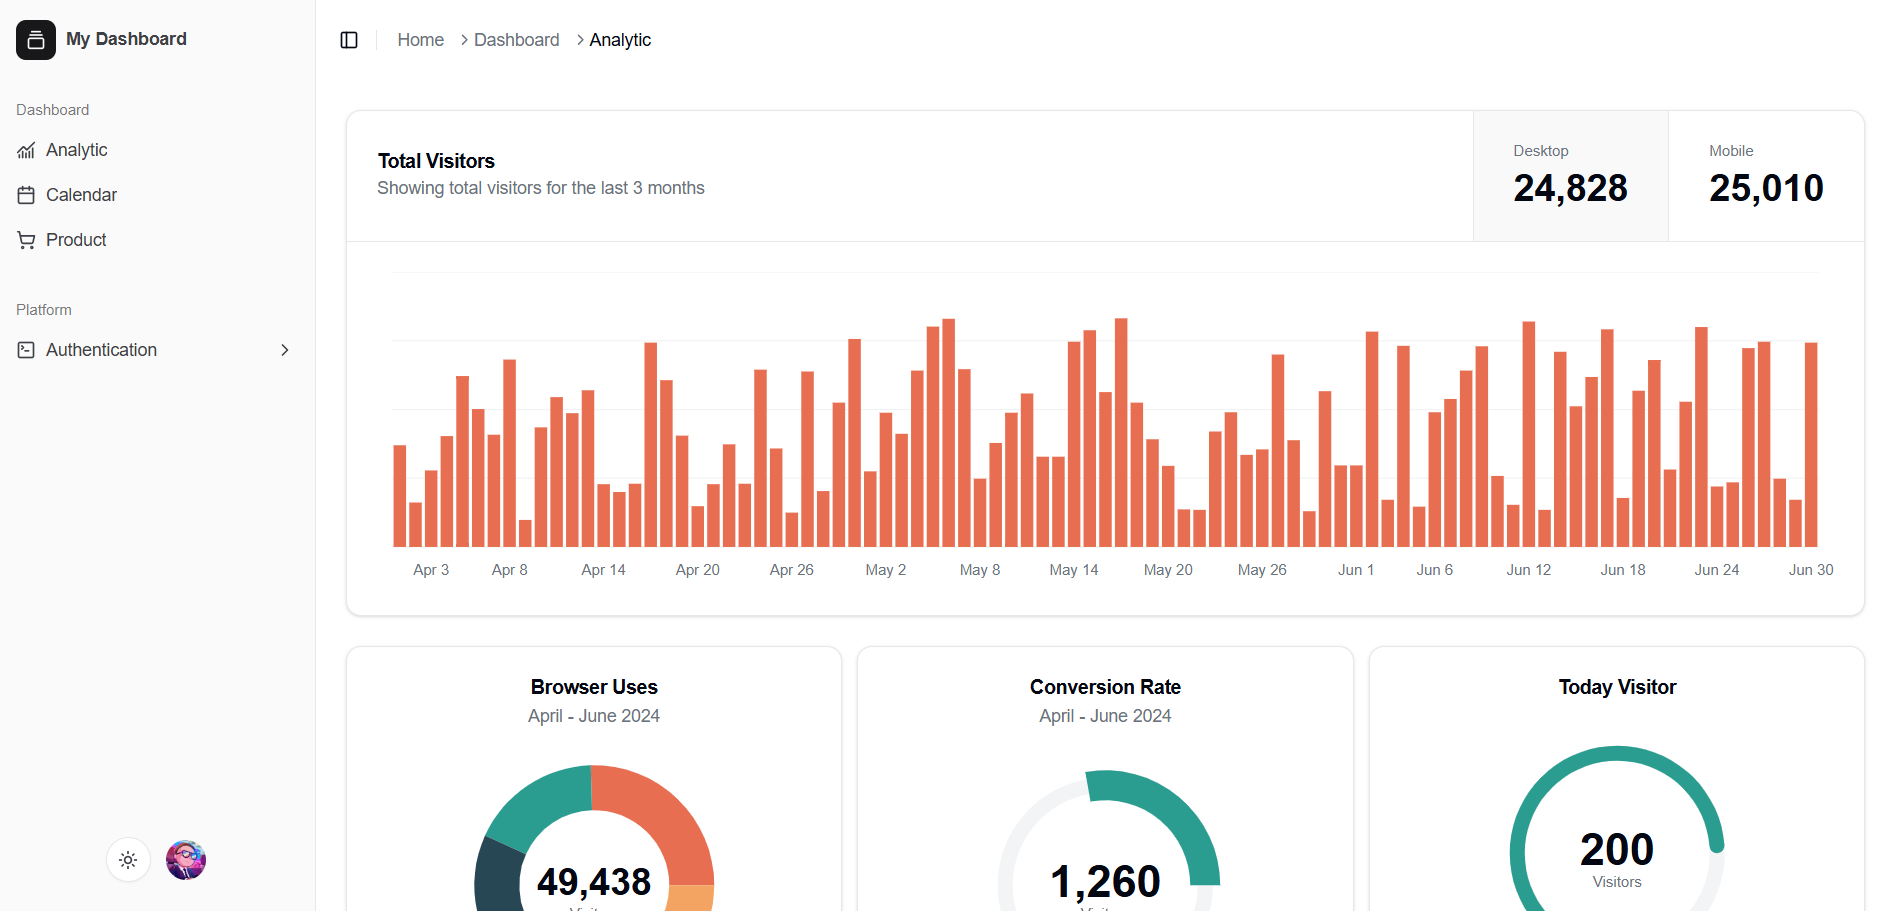 My Dashboard
Home
Dashboard
Analytic
Dashboard
Analytic
Calendar
Product
Platform
Authentication
Total Visitors
Showing total visitors for the last 3 months
Desktop
24,828
Mobile
25,010
Apr 3 Apr 8 Apr 14 Apr 20 Apr 26 May 2 May 8 May 14 May 20 May 26 Jun 1 Jun 6 Jun 12 Jun 18 Jun 24 Jun 30
Browser Uses
April - June 2024
49,438
Conversion Rate
April - June 2024
1,260
Today Visitor
200
Visitors